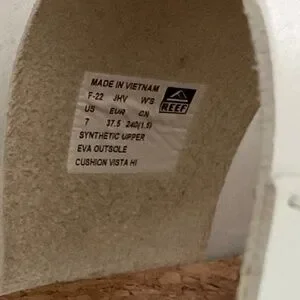 MADE IN VIETNAM
F-22 JHV W'S
US EUR CN
7 37.5 240(1.5)
SYNTHETIC UPPER
EVA OUTSOLE
CUSHION VISTA HI
REEF